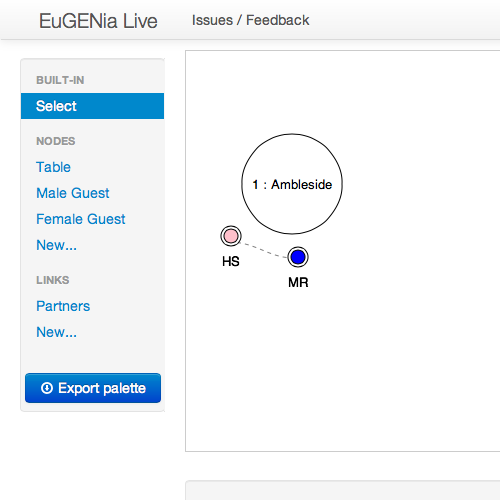 EuGENia Live
Issues / Feedback
BUILT-IN
Select
NODES
Table
Male Guest
Female Guest
New...
LINKS
Partners
New...
Export palette
1 : Ambleside
HS
MR